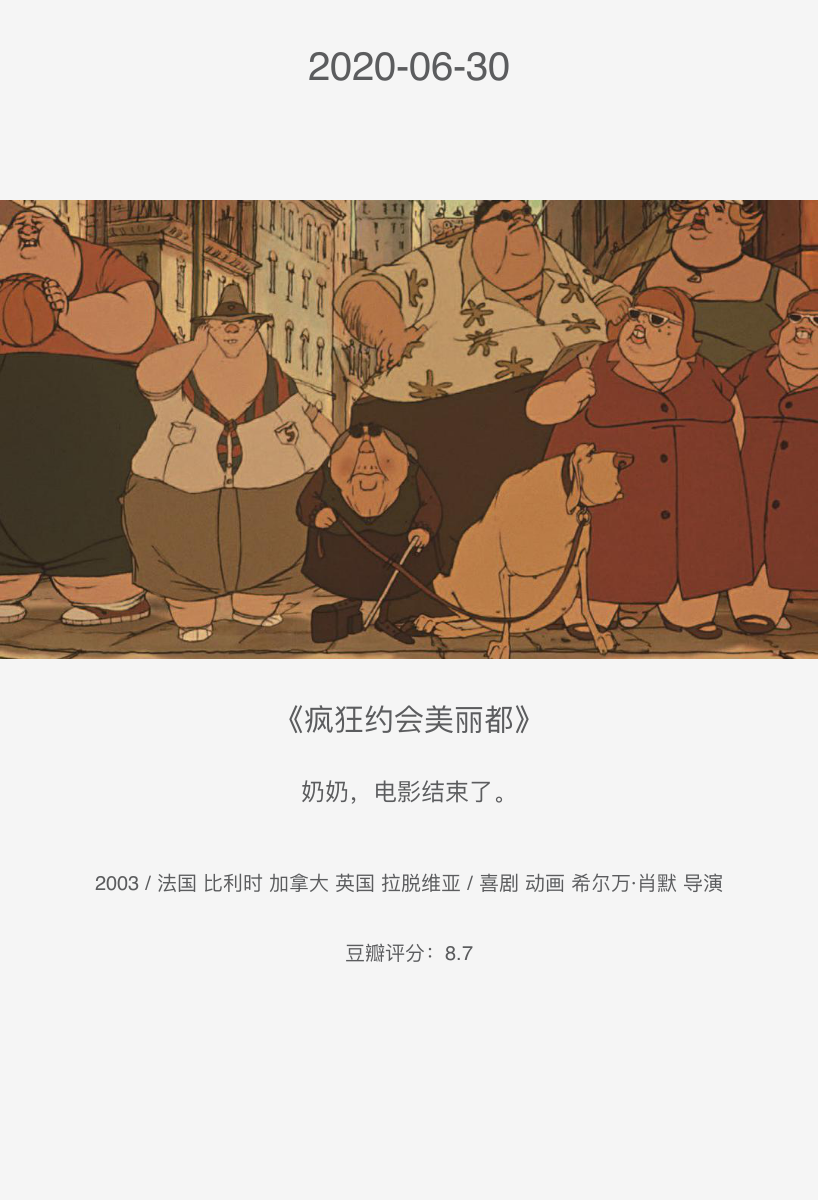 2020-06-30
《疯狂约会美丽都》
奶奶，电影结束了。
2003 / 法国 比利时 加拿大 英国 拉脱维亚 / 喜剧 动画 希尔万·肖默 导演
豆瓣评分：8.7